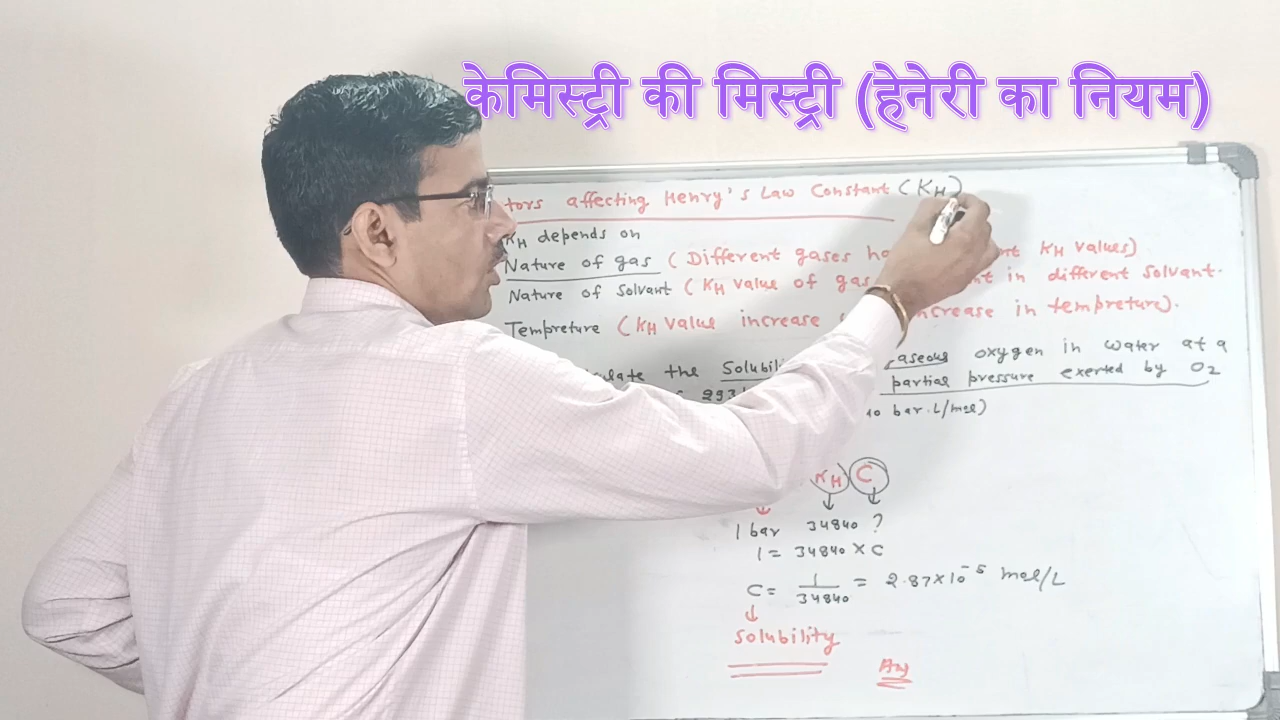 केमिस्ट्री की मिस्ट्री (हेनेरी का नियम)
tors affecting Henry's Law Constant (KH)
KH depends on
Nature of gas ( Different gases KH values)
Nature of Solvant ( KH value of gas in different Solvant.
Tempreture ( KH value increase increase in tempreture).
the Solubili aseous oxygen in water at a
293 partial pressure exerted by O2
bar.L/mol)
KH C
1 bar 34840 ?
1 = 34840 × C
C = 1/34840 = 2.87×10⁻⁵ mol/L
Solubility
Ans